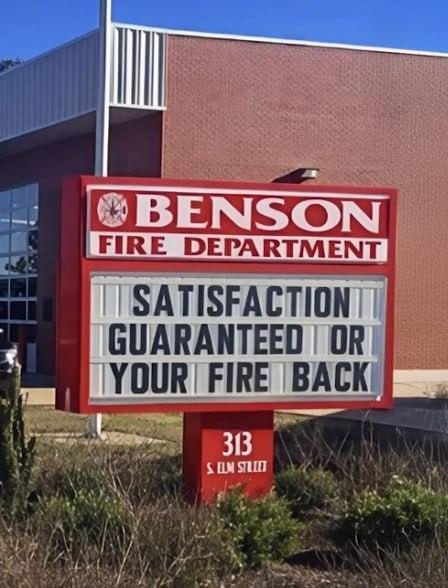 BENSON
FIRE DEPARTMENT
SATISFACTION
GUARANTEED OR
YOUR FIRE BACK
313
S. ELM STREET